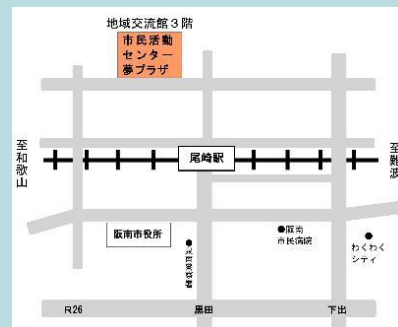 地域交流館３階
市民活動
センター
夢プラザ
至和歌山
尾崎駅
至難波
阪南市役所
阪南
市民病院
わくわく
シティ
R26
黒田
下出